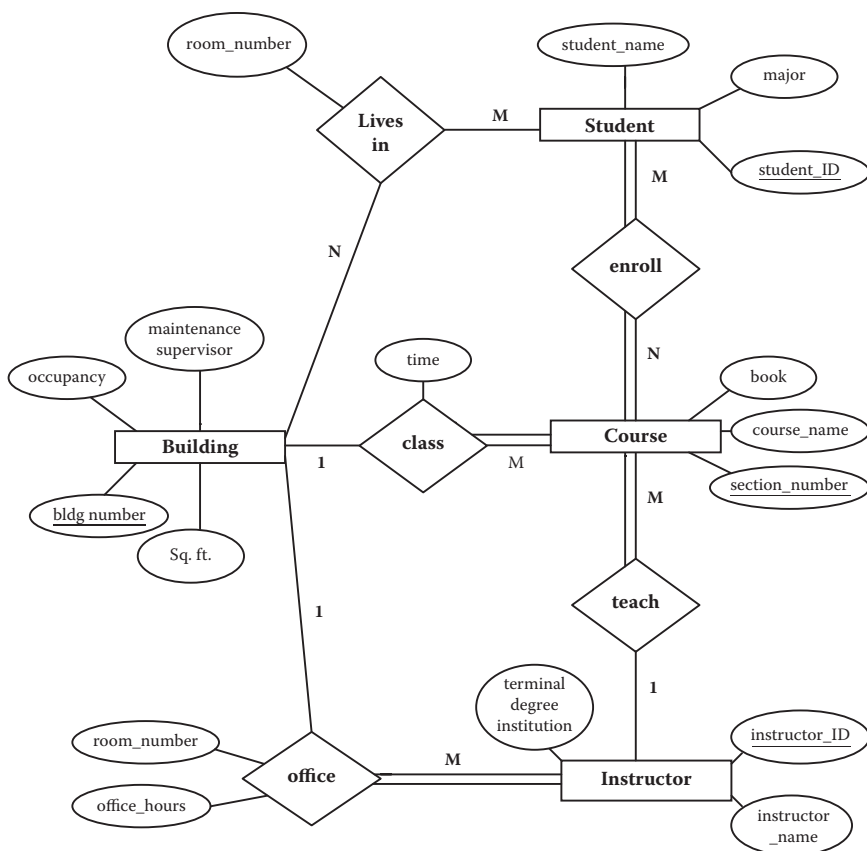 room_number
student_name
major
Lives
in
M
Student
student_ID
M
N
enroll
maintenance
supervisor
time
N
book
occupancy
course_name
Building
1
class
M
Course
section_number
bldg number
M
Sq. ft.
teach
1
1
terminal
degree
institution
instructor_ID
room_number
M
office
Instructor
office_hours
instructor
_name